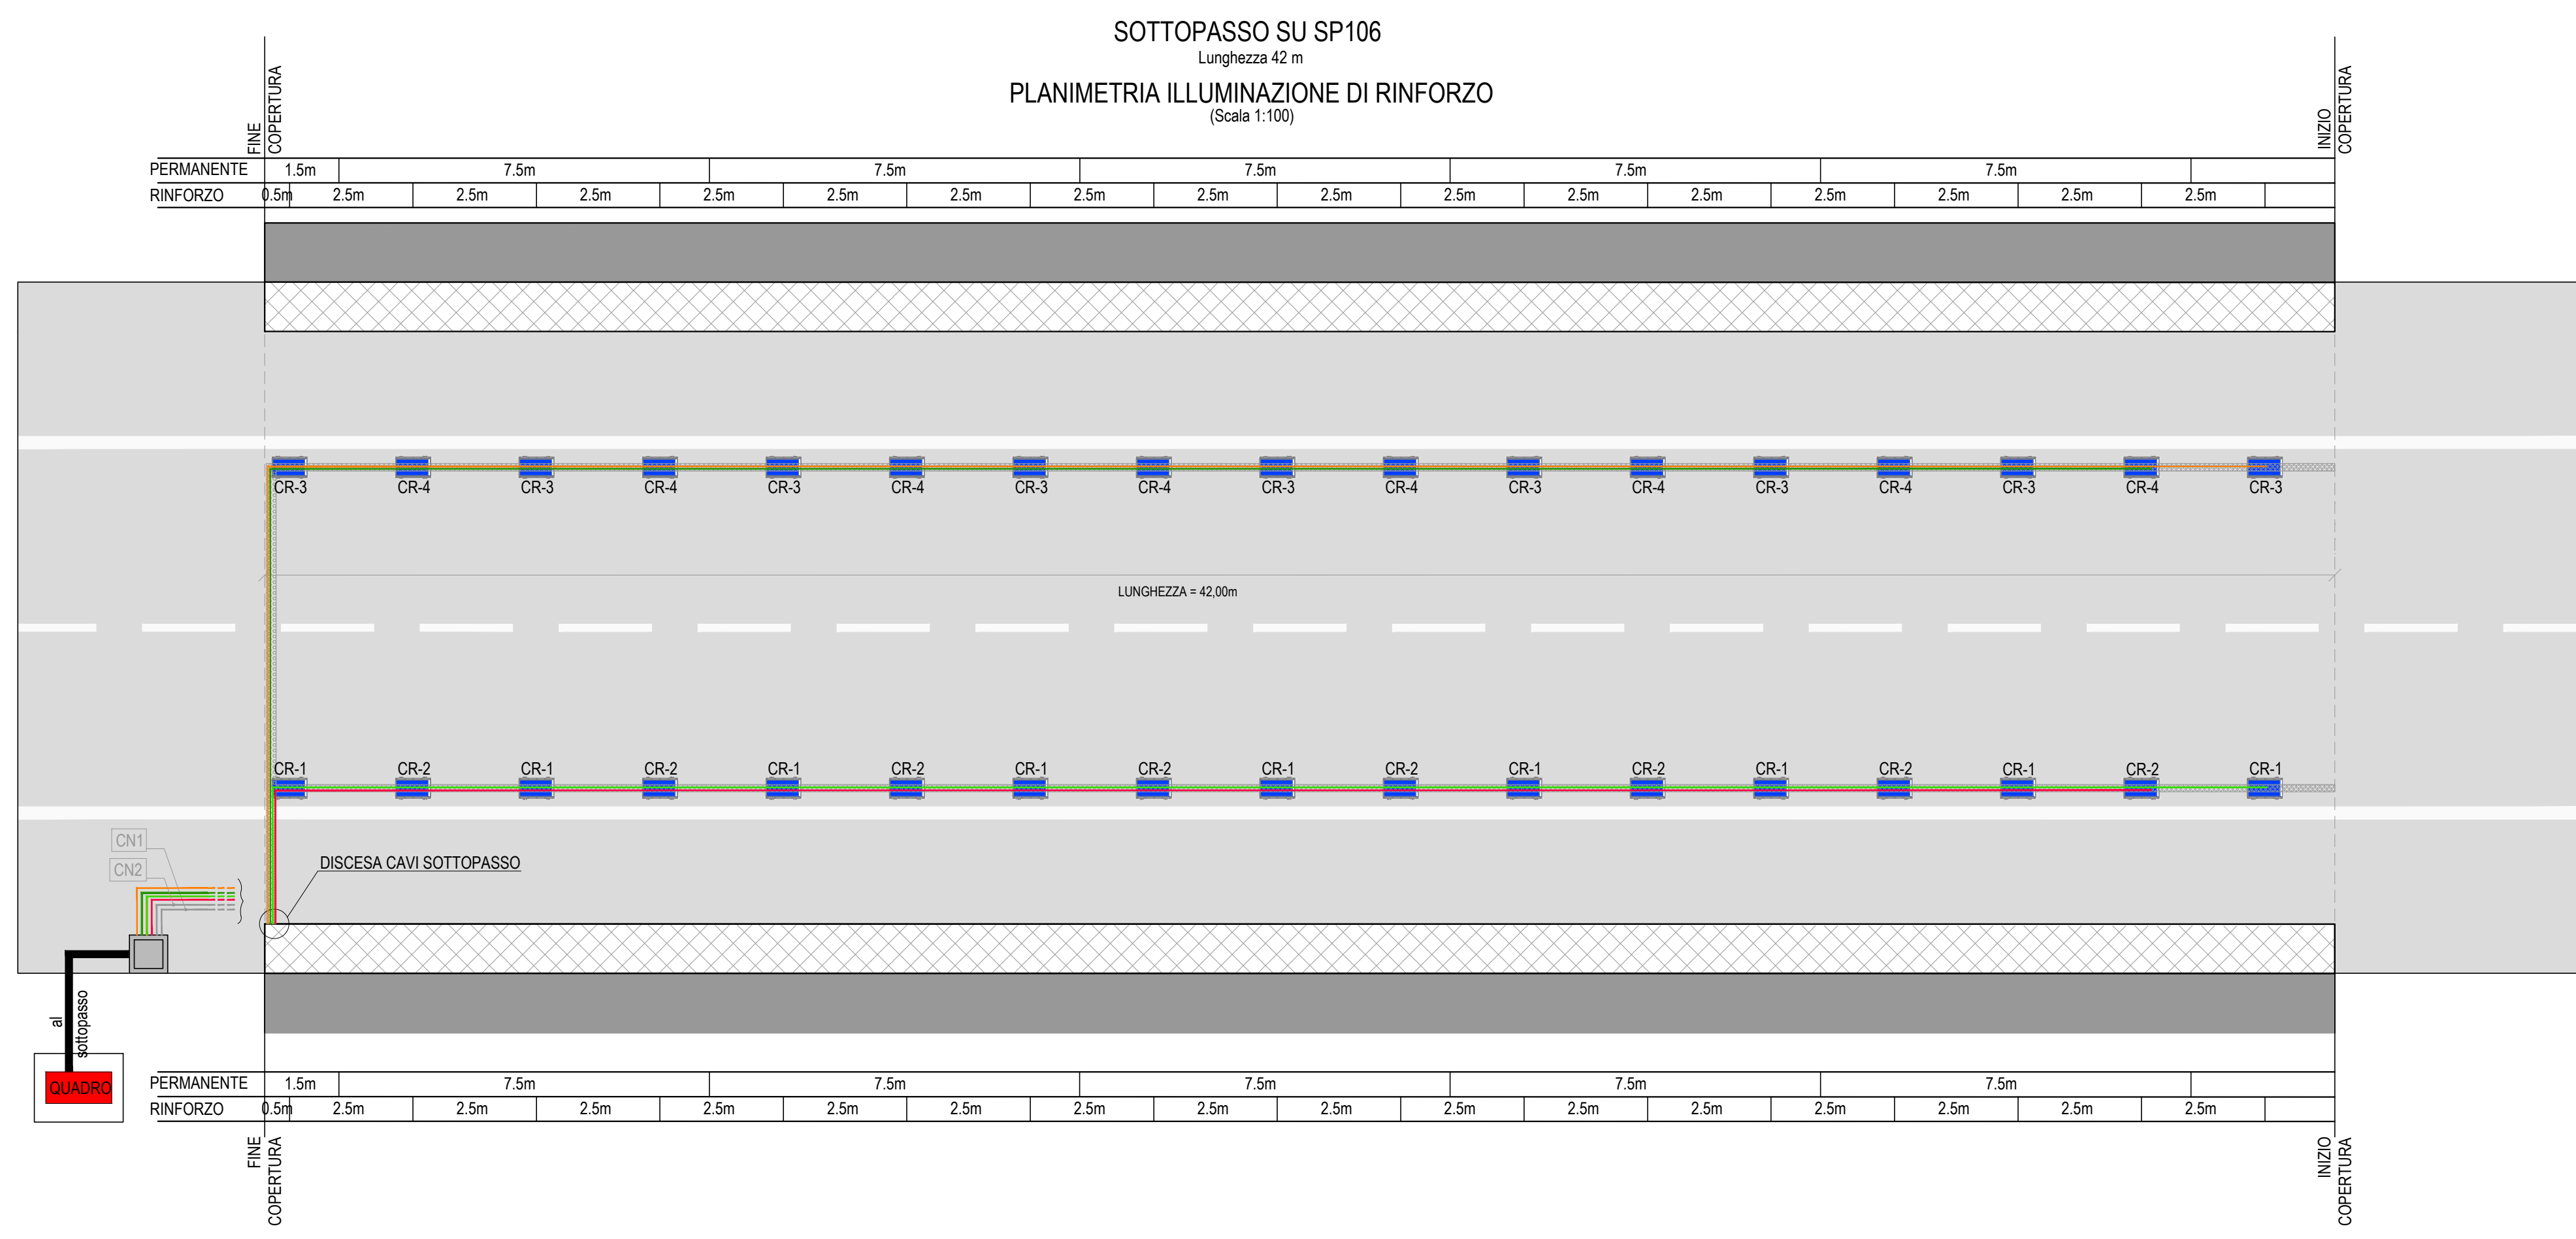 SOTTOPASSO SU SP106
Lunghezza 42 m
PLANIMETRIA ILLUMINAZIONE DI RINFORZO
(Scala 1:100)
FINE
COPERTURA
INIZIO
COPERTURA
PERMANENTE 1.5m 7.5m 7.5m 7.5m 7.5m 7.5m
RINFORZO 0.5m 2.5m 2.5m 2.5m 2.5m 2.5m 2.5m 2.5m 2.5m 2.5m 2.5m 2.5m 2.5m 2.5m 2.5m 2.5m 2.5m
CR-3 CR-4 CR-3 CR-4 CR-3 CR-4 CR-3 CR-4 CR-3 CR-4 CR-3 CR-4 CR-3 CR-4 CR-3 CR-4 CR-3
LUNGHEZZA = 42,00m
CR-1 CR-2 CR-1 CR-2 CR-1 CR-2 CR-1 CR-2 CR-1 CR-2 CR-1 CR-2 CR-1 CR-2 CR-1 CR-2 CR-1
CN1
CN2
DISCESA CAVI SOTTOPASSO
al
sottopasso
QUADRO
PERMANENTE 1.5m 7.5m 7.5m 7.5m 7.5m 7.5m
RINFORZO 0.5m 2.5m 2.5m 2.5m 2.5m 2.5m 2.5m 2.5m 2.5m 2.5m 2.5m 2.5m 2.5m 2.5m 2.5m 2.5m 2.5m
FINE
COPERTURA
INIZIO
COPERTURA